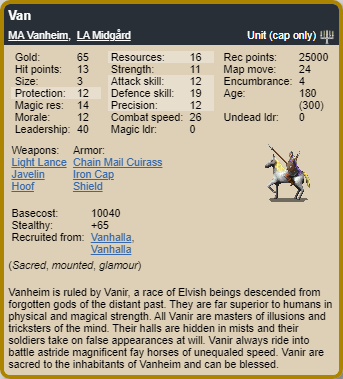 Van
MA Vanheim, LA Midgård Unit (cap only)
Gold: 65 Resources: 16 Rec points: 25000
Hit points: 13 Strength: 11 Map move: 24
Size: 3 Attack skill: 12 Encumbrance: 4
Protection: 12 Defence skill: 19 Age: 180
Magic res: 14 Precision: 12 (300)
Morale: 12 Combat speed: 26 Undead ldr: 0
Leadership: 40 Magic ldr: 0
Weapons: Armor:
Light Lance Chain Mail Cuirass
Javelin Iron Cap
Hoof Shield
Basecost: 10040
Stealthy: +65
Recruited from: Vanhalla,
Vanhalla
(Sacred, mounted, glamour)
Vanheim is ruled by Vanir, a race of Elvish beings descended from
forgotten gods of the distant past. They are far superior to humans in
physical and magical strength. All Vanir are masters of illusions and
tricksters of the mind. Their halls are hidden in mists and their
soldiers take on false appearances at will. Vanir always ride into
battle astride magnificent fay horses of unequaled speed. Vanir are
sacred to the inhabitants of Vanheim and can be blessed.